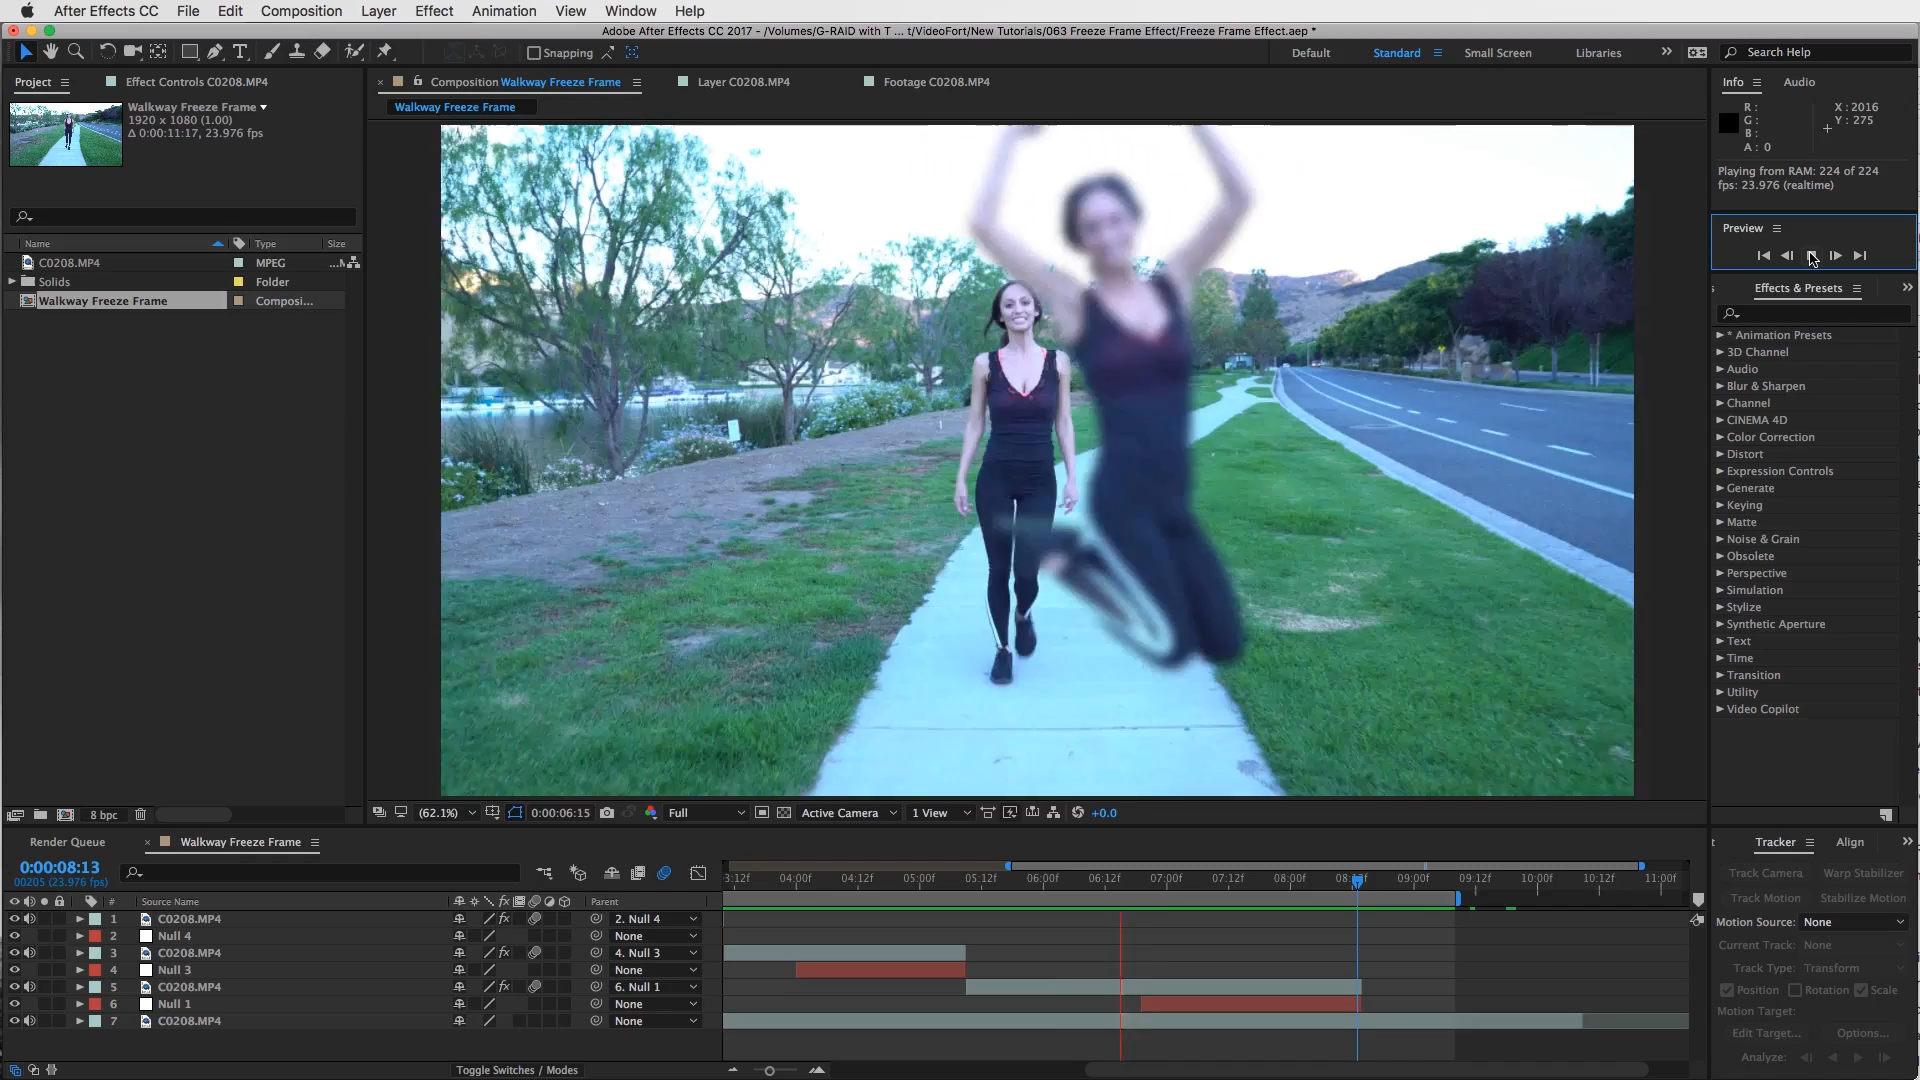 After Effects CC File Edit Composition Layer Effect Animation View Window Help
Adobe After Effects CC 2017 - /Volumes/G-RAID with T ... t/VideoFort/New Tutorials/063 Freeze Frame Effect/Freeze Frame Effect.aep *
Snapping Default Standard Small Screen Libraries Search Help
Project Effect Controls C0208.MP4 Composition Walkway Freeze Frame Layer C0208.MP4 Footage C0208.MP4 Info Audio
Walkway Freeze Frame
1920 x 1080 (1.00)
Δ 0:00:11:17, 23.976 fps
Walkway Freeze Frame
R: X: 2016
G: Y: 275
B:
A: 0
Playing from RAM: 224 of 224
fps: 23.976 (realtime)
Preview
Name Type Size
C0208.MP4 MPEG
Solids Folder
Walkway Freeze Frame Composi...
Effects & Presets
* Animation Presets
3D Channel
Audio
Blur & Sharpen
Channel
CINEMA 4D
Color Correction
Distort
Expression Controls
Generate
Keying
Matte
Noise & Grain
Obsolete
Perspective
Simulation
Stylize
Synthetic Aperture
Text
Time
Transition
Utility
Video Copilot
8 bpc (62.1%) 0:00:06:15 Full Active Camera 1 View +0.0
Render Queue Walkway Freeze Frame
0:00:08:13
00205 (23.976 fps)
3:12f 04:00f 04:12f 05:00f 05:12f 06:00f 06:12f 07:00f 07:12f 08:00f 09:00f 09:12f 10:00f 10:12f 11:00f
# Source Name Parent
1 C0208.MP4 2. Null 4
2 Null 4 None
3 C0208.MP4 4. Null 3
4 Null 3 None
5 C0208.MP4 6. Null 1
6 Null 1 None
7 C0208.MP4 None
Toggle Switches / Modes
Tracker Align
Track Camera Warp Stabilizer
Track Motion Stabilize Motion
Motion Source: None
Current Track: None
Track Type: Transform
Position Rotation Scale
Motion Target:
Edit Target... Options...
Analyze: